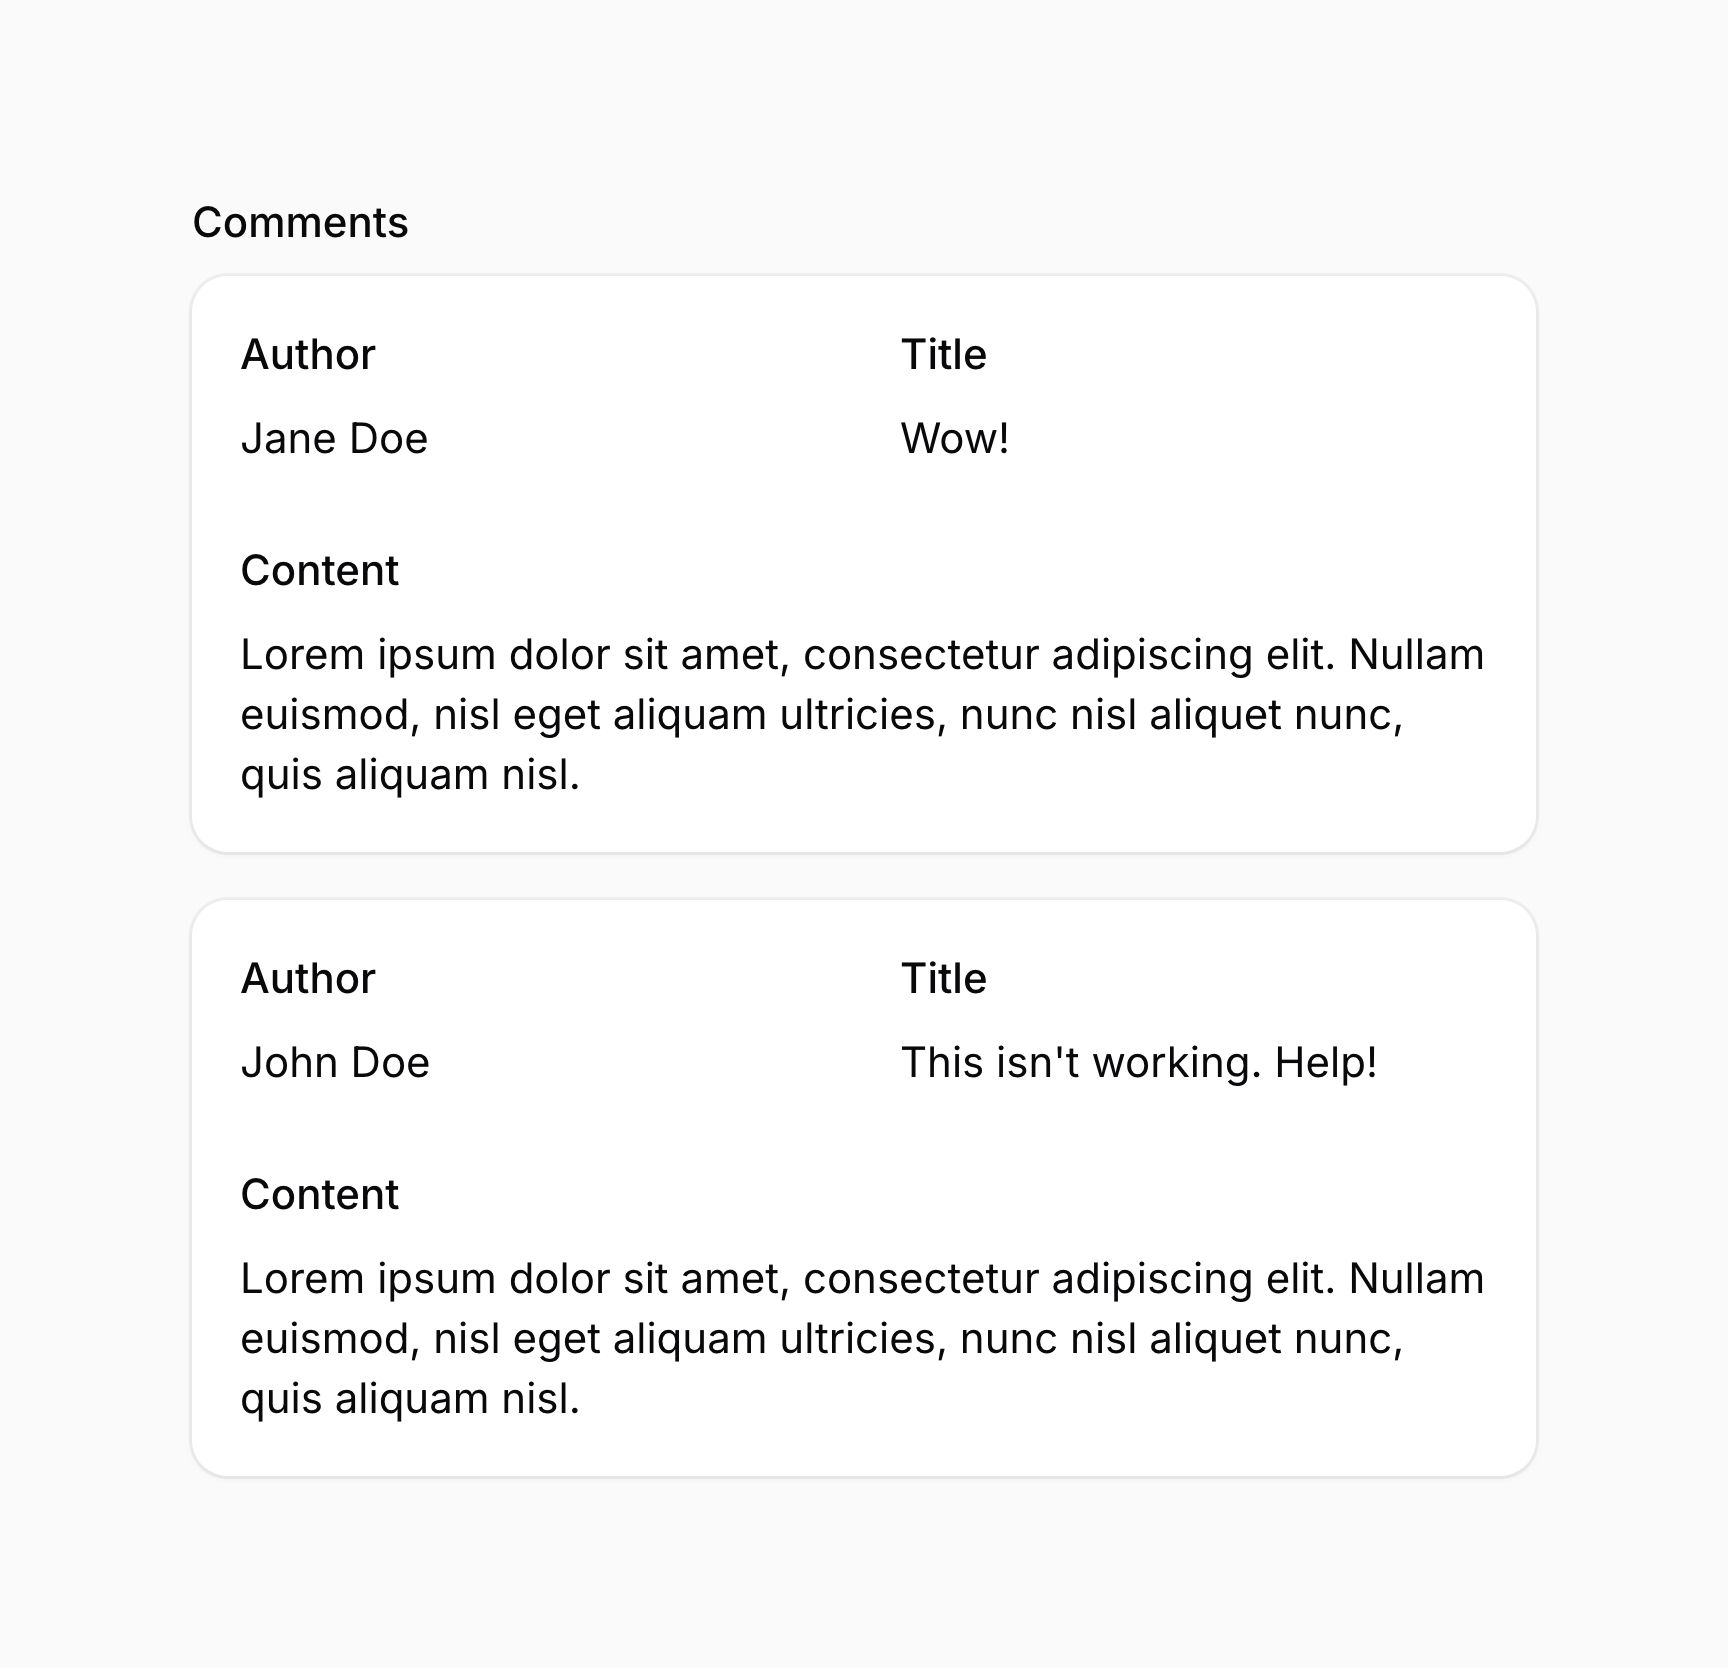 Comments
Author
Title
Jane Doe
Wow!
Content
Lorem ipsum dolor sit amet, consectetur adipiscing elit. Nullam
euismod, nisl eget aliquam ultricies, nunc nisl aliquet nunc,
quis aliquam nisl.
Author
Title
John Doe
This isn't working. Help!
Content
Lorem ipsum dolor sit amet, consectetur adipiscing elit. Nullam
euismod, nisl eget aliquam ultricies, nunc nisl aliquet nunc,
quis aliquam nisl.